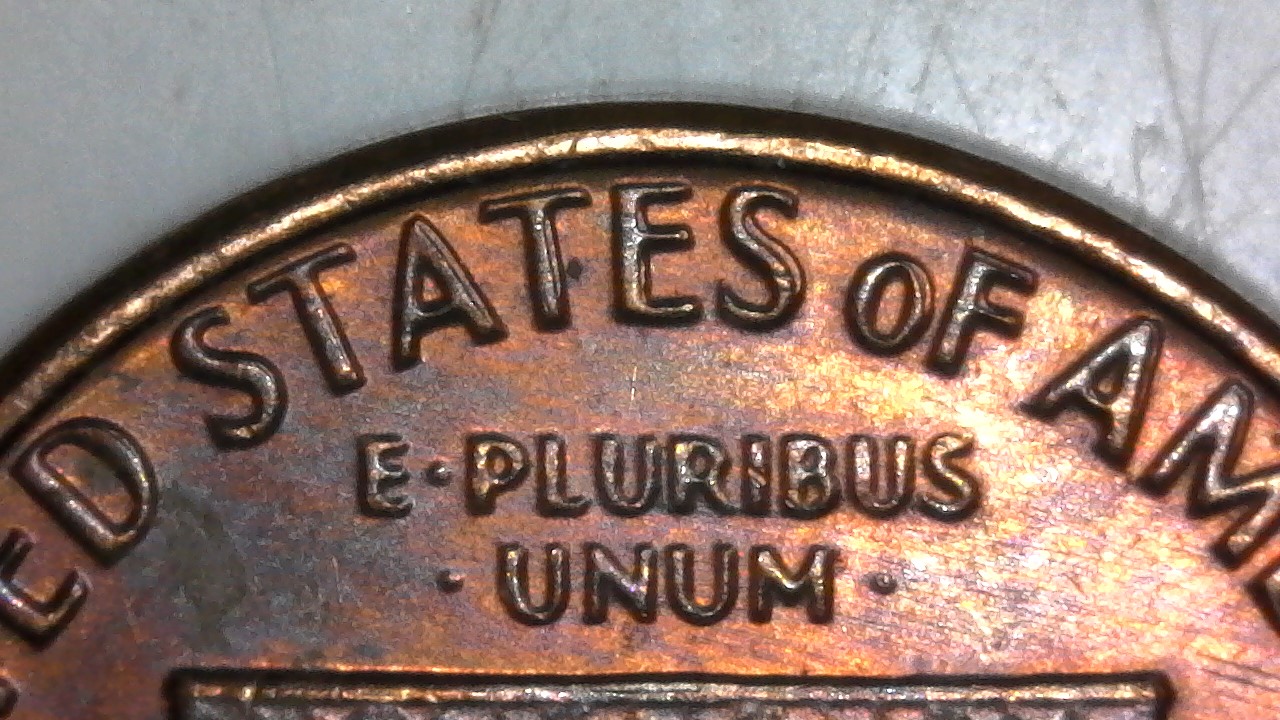 ED STATES OF AM
E·PLURIBUS
·UNUM·